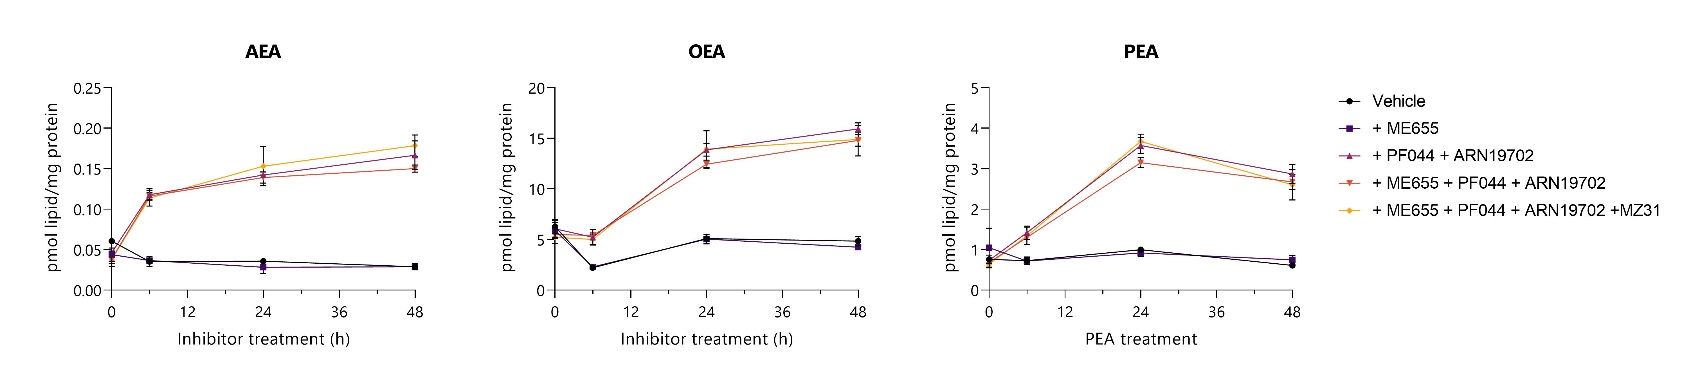 AEA
pmol lipid/mg protein
0.25
0.20
0.15
0.10
0.05
0.00
0 12 24 36 48
Inhibitor treatment (h)
OEA
pmol lipid/mg protein
20
15
10
5
0
0 12 24 36 48
Inhibitor treatment (h)
PEA
pmol lipid/mg protein
5
4
3
2
1
0
0 12 24 36 48
PEA treatment
Vehicle
+ ME655
+ PF044 + ARN19702
+ ME655 + PF044 + ARN19702
+ ME655 + PF044 + ARN19702 +MZ31